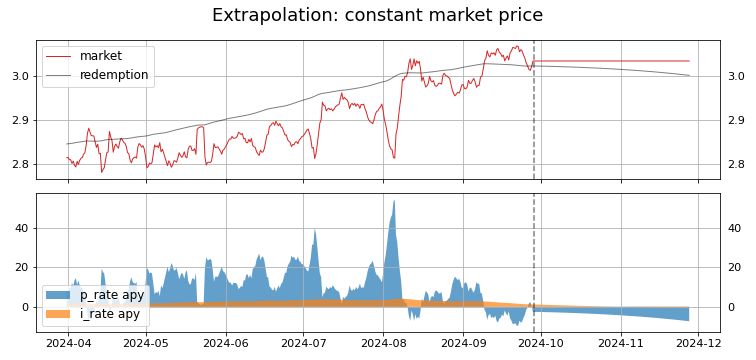 Extrapolation: constant market price
market
redemption
3.0 3.0
2.9 2.9
2.8 2.8
40 40
20 20
0 0
p_rate apy
i_rate apy
2024-04 2024-05 2024-06 2024-07 2024-08 2024-09 2024-10 2024-11 2024-12